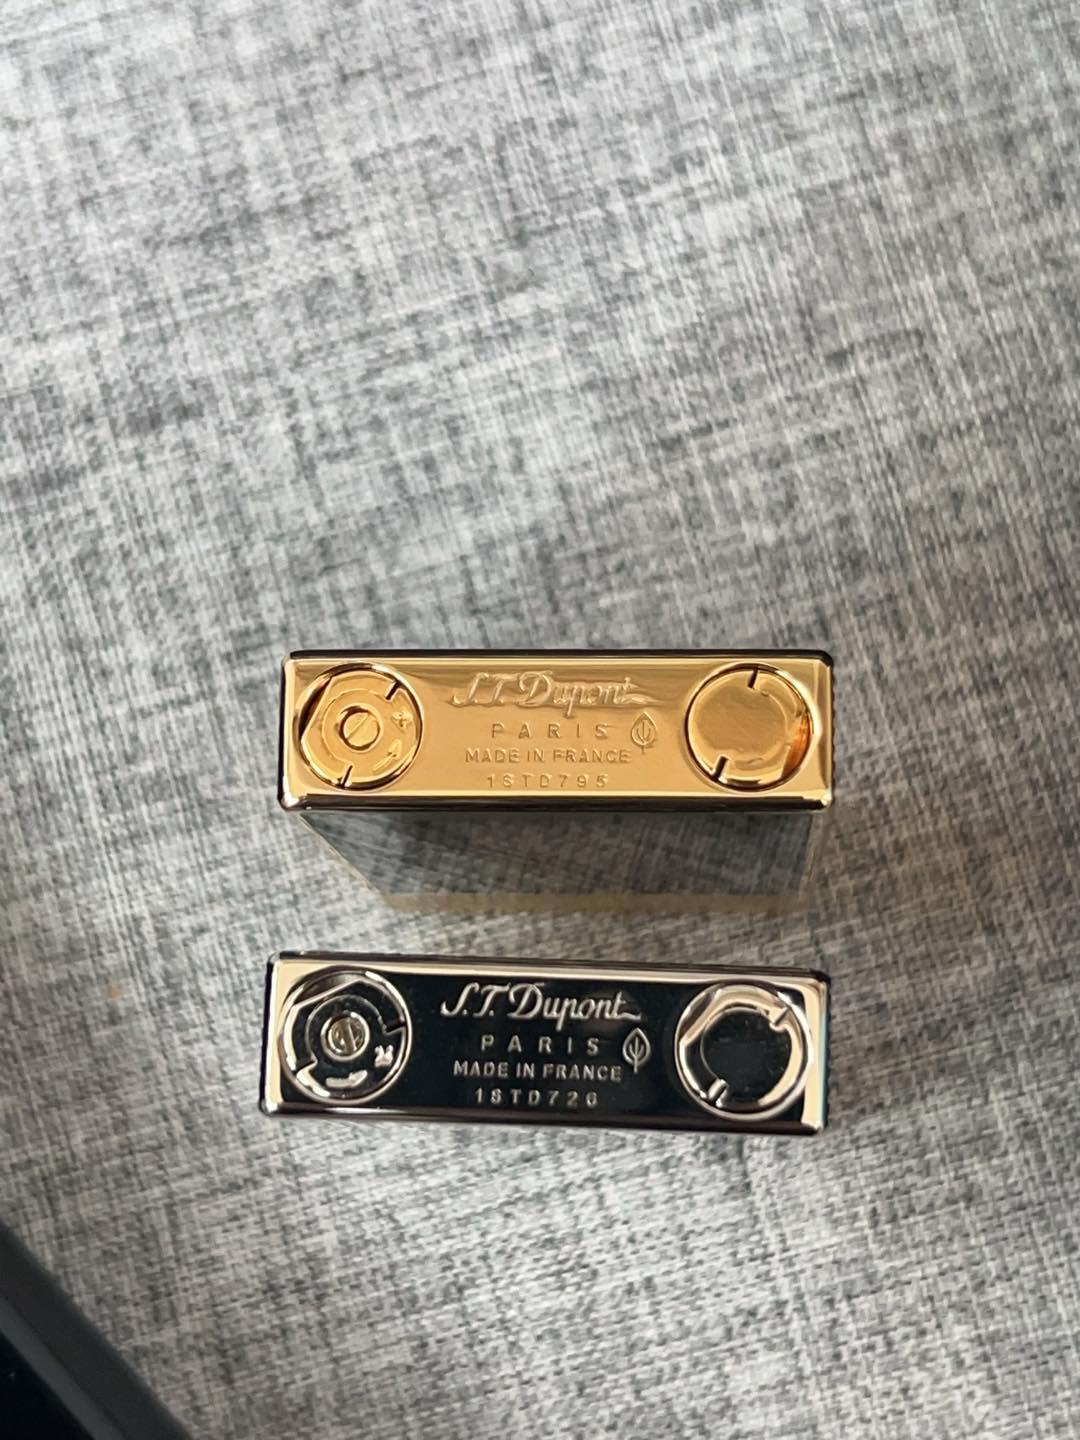 S.T. Dupont
PARIS
MADE IN FRANCE
1STD795
S.T. Dupont
PARIS
MADE IN FRANCE
1STD726